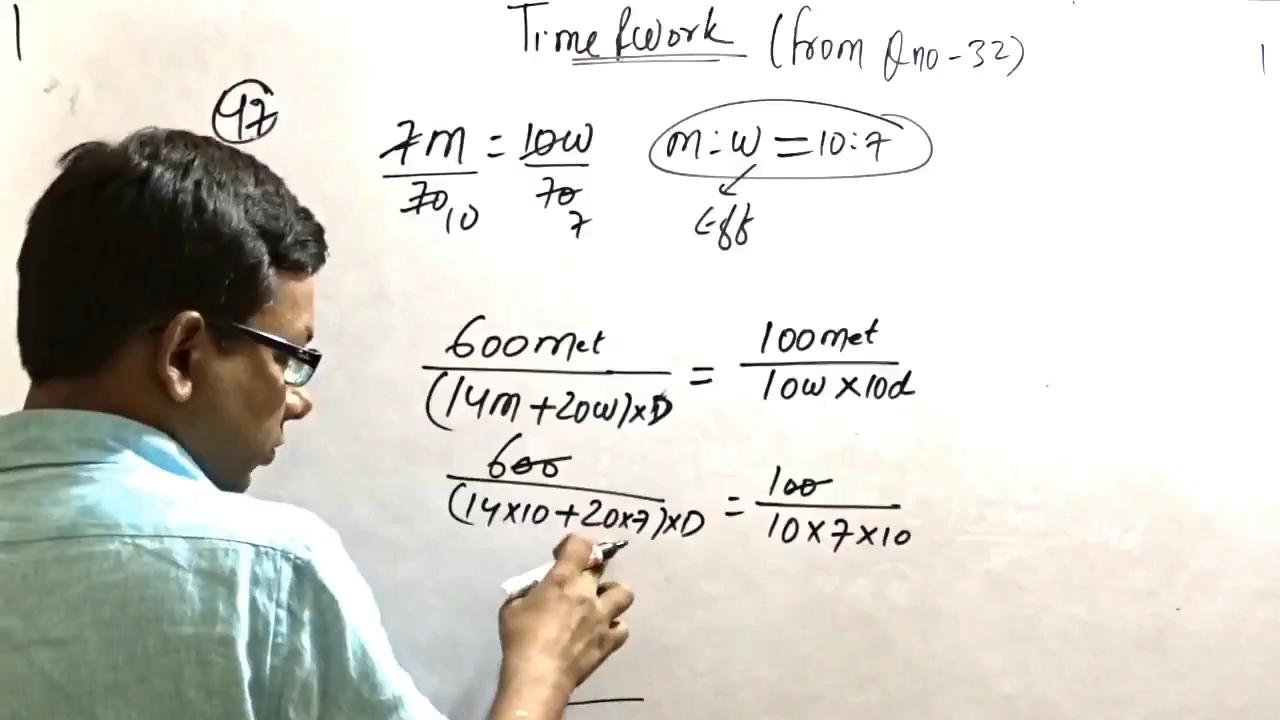 Time & work (from Qno-32)
47
7m/70 10 = 10w/70 7   m:w = 10:7
Eff
600met/(14m+20w)×D = 100met/10w×10d
600/(14×10+20×7)×D = 100/10×7×10